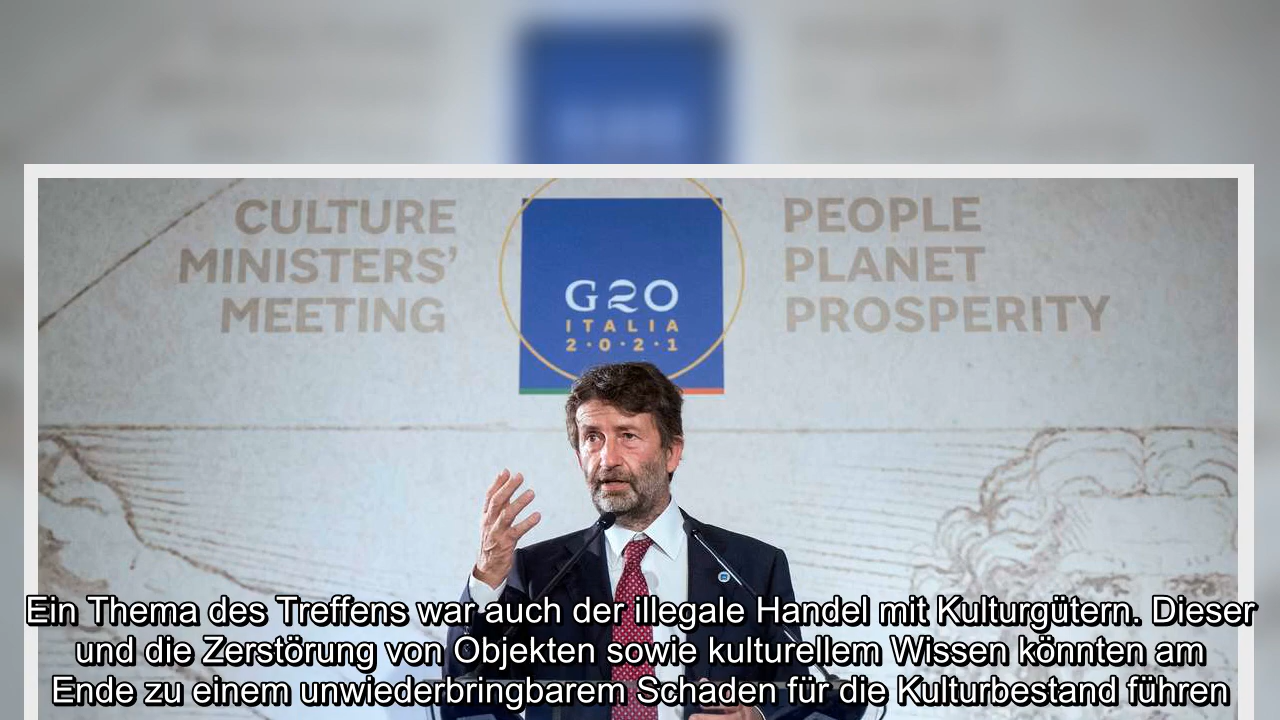 CULTURE
MINISTERS’
MEETING
G20
ITALIA
2·0·2·1
PEOPLE
PLANET
PROSPERITY
Ein Thema des Treffens war auch der illegale Handel mit Kulturgütern. Dieser
und die Zerstörung von Objekten sowie kulturellem Wissen könnten am
Ende zu einem unwiederbringbarem Schaden für die Kulturbestand führen